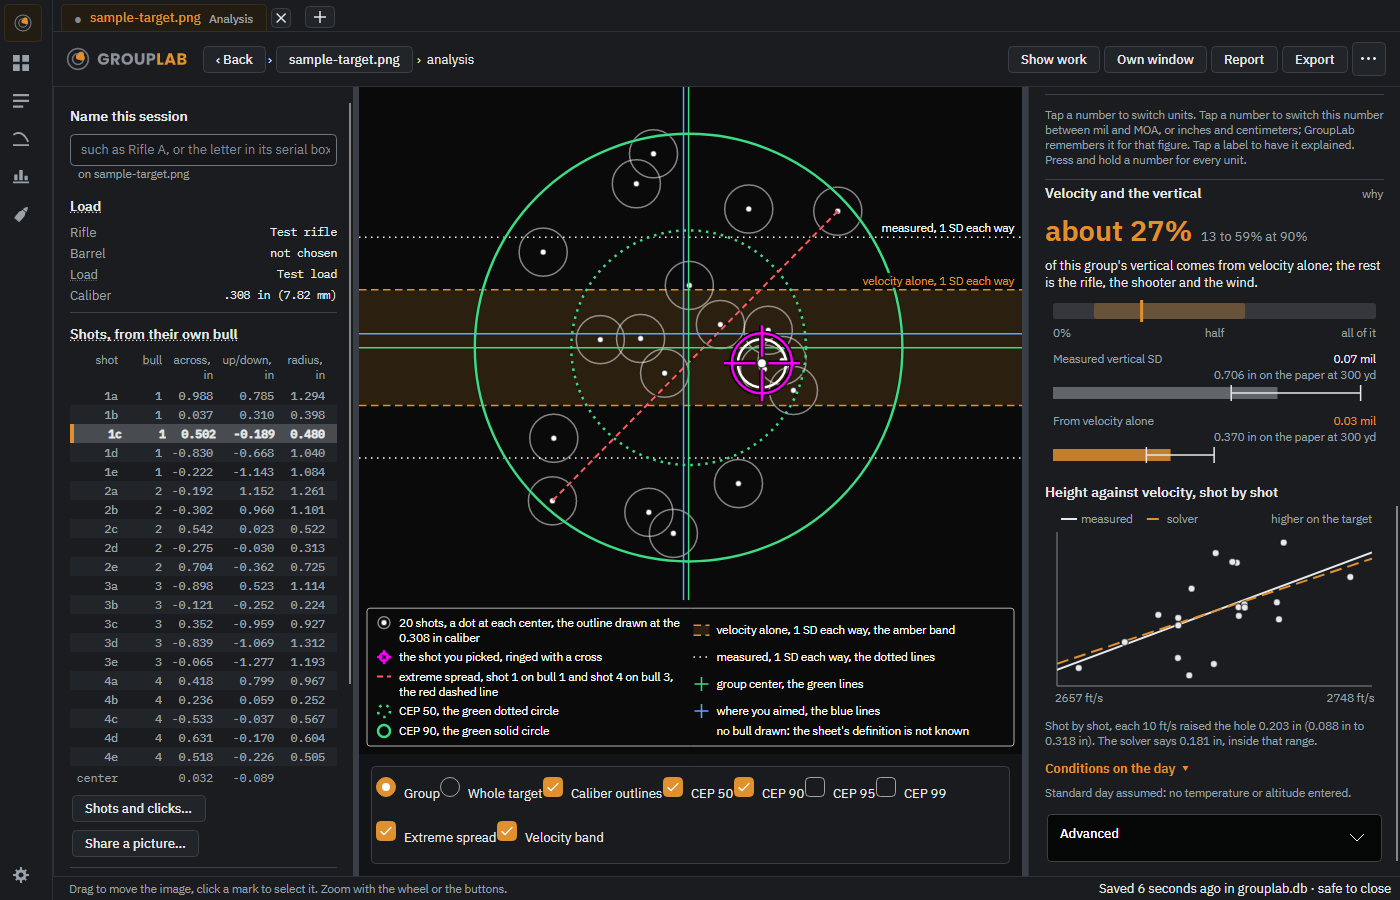 sample-target.png Analysis
GROUPLAB
‹ Back › sample-target.png › analysis
Show work
Own window
Report
Export
Name this session
such as Rifle A, or the letter in its serial box
on sample-target.png
Load
Rifle Test rifle
Barrel not chosen
Load Test load
Caliber .308 in (7.82 mm)
Shots, from their own bull
shot bull across, in up/down, in radius, in
1a 1 0.988 0.785 1.294
1b 1 0.037 0.310 0.398
1c 1 0.502 -0.189 0.480
1d 1 -0.830 -0.668 1.040
1e 1 -0.222 -1.143 1.084
2a 2 -0.192 1.152 1.261
2b 2 -0.302 0.960 1.101
2c 2 0.542 0.023 0.522
2d 2 -0.275 -0.030 0.313
2e 2 0.704 -0.362 0.725
3a 3 -0.898 0.523 1.114
3b 3 -0.121 -0.252 0.224
3c 3 0.352 -0.959 0.927
3d 3 -0.839 -1.069 1.312
3e 3 -0.065 -1.277 1.193
4a 4 0.418 0.799 0.967
4b 4 0.236 0.059 0.252
4c 4 -0.533 -0.037 0.567
4d 4 0.631 -0.170 0.604
4e 4 0.518 -0.226 0.505
center 0.032 -0.089
Shots and clicks...
Share a picture...
measured, 1 SD each way
velocity alone, 1 SD each way
20 shots, a dot at each center, the outline drawn at the
0.308 in caliber
the shot you picked, ringed with a cross
extreme spread, shot 1 on bull 1 and shot 4 on bull 3,
the red dashed line
CEP 50, the green dotted circle
CEP 90, the green solid circle
velocity alone, 1 SD each way, the amber band
measured, 1 SD each way, the dotted lines
group center, the green lines
where you aimed, the blue lines
no bull drawn: the sheet's definition is not known
Group Whole target Caliber outlines CEP 50 CEP 90 CEP 95 CEP 99
Extreme spread Velocity band
Tap a number to switch units. Tap a number to switch this number
between mil and MOA, or inches and centimeters; GroupLab
remembers it for that figure. Tap a label to have it explained.
Press and hold a number for every unit.
Velocity and the vertical why
about 27% 13 to 59% at 90%
of this group's vertical comes from velocity alone; the rest
is the rifle, the shooter and the wind.
0% half all of it
Measured vertical SD 0.07 mil
0.706 in on the paper at 300 yd
From velocity alone 0.03 mil
0.370 in on the paper at 300 yd
Height against velocity, shot by shot
measured solver higher on the target
2657 ft/s 2748 ft/s
Shot by shot, each 10 ft/s raised the hole 0.203 in (0.088 in to
0.318 in). The solver says 0.181 in, inside that range.
Conditions on the day ▾
Standard day assumed: no temperature or altitude entered.
Advanced
Drag to move the image, click a mark to select it. Zoom with the wheel or the buttons.
Saved 6 seconds ago in grouplab.db · safe to close